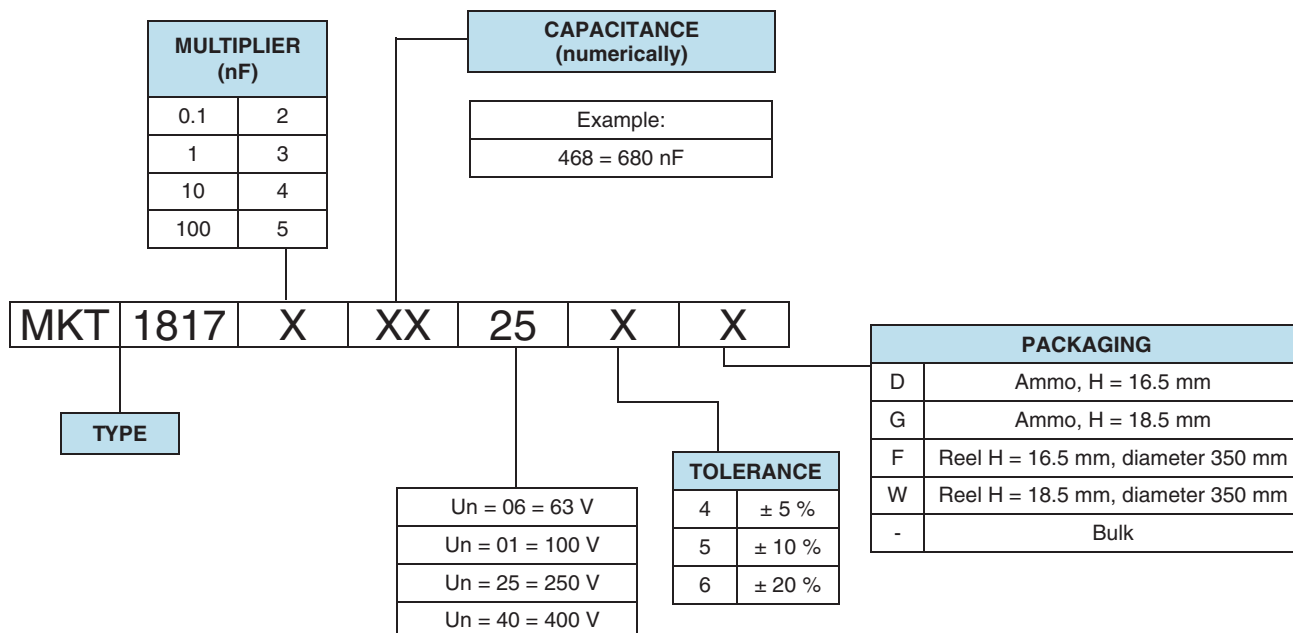 MULTIPLIER
(nF)
0.1 2
1 3
10 4
100 5
CAPACITANCE
(numerically)
Example:
468 = 680 nF
MKT 1817 X XX 25 X X
TYPE
Un = 06 = 63 V
Un = 01 = 100 V
Un = 25 = 250 V
Un = 40 = 400 V
TOLERANCE
4 ± 5 %
5 ± 10 %
6 ± 20 %
PACKAGING
D Ammo, H = 16.5 mm
G Ammo, H = 18.5 mm
F Reel H = 16.5 mm, diameter 350 mm
W Reel H = 18.5 mm, diameter 350 mm
- Bulk